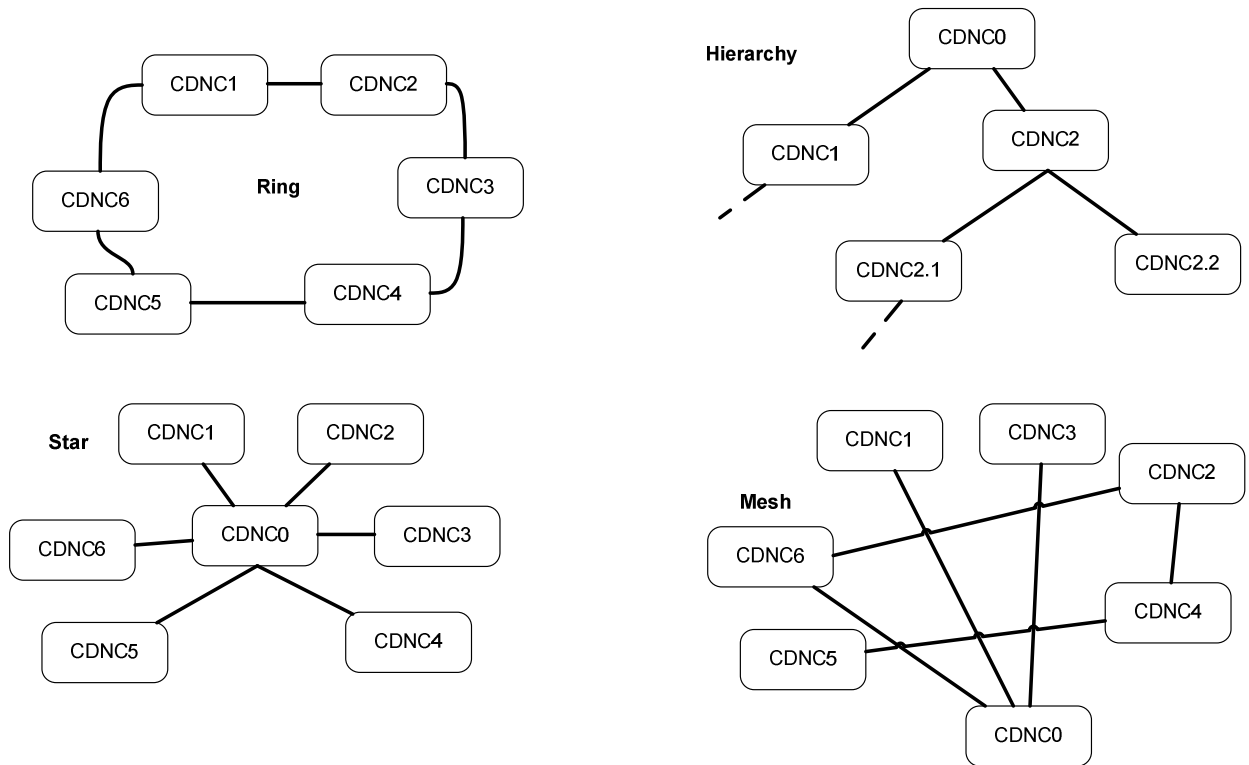 CDNC1
CDNC2
Ring
CDNC3
CDNC6
CDNC5
CDNC4
Hierarchy
CDNC0
CDNC1
CDNC2
CDNC2.1
CDNC2.2
Star
CDNC1
CDNC2
CDNC6
CDNC0
CDNC3
CDNC5
CDNC4
CDNC1
CDNC3
CDNC2
Mesh
CDNC6
CDNC4
CDNC5
CDNC0